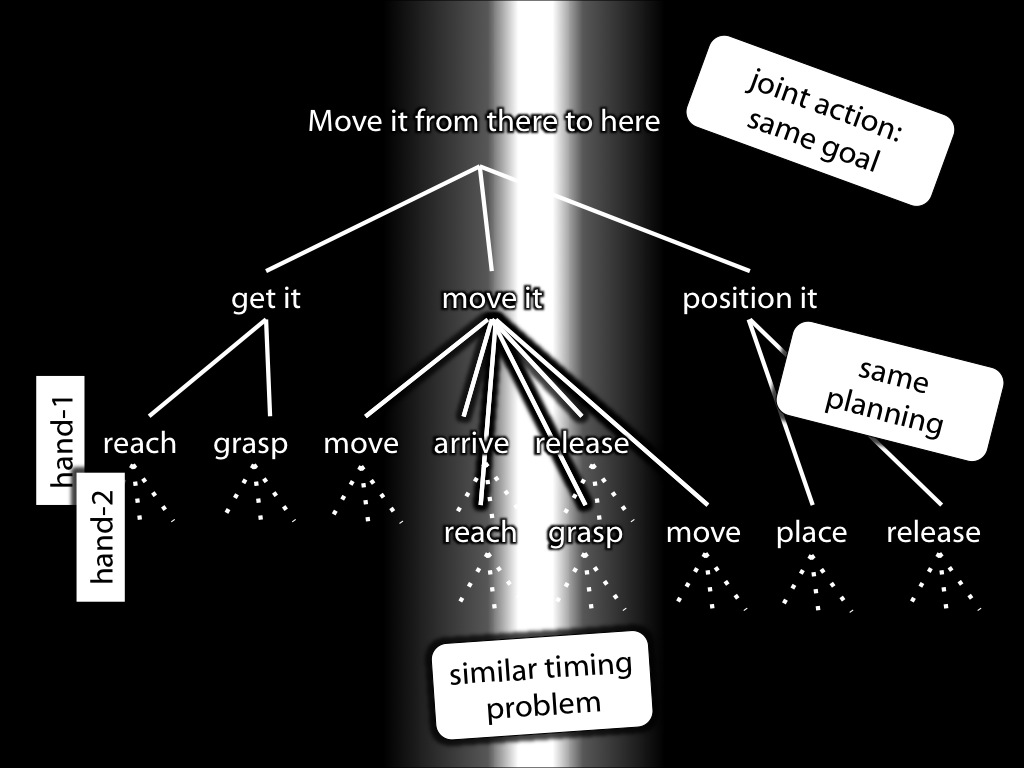 joint action:
same goal
Move it from there to here
get it
move it
position it
same
planning
hand-1
reach
grasp
move
arrive
release
hand-2
reach
grasp
move
place
release
similar timing
problem